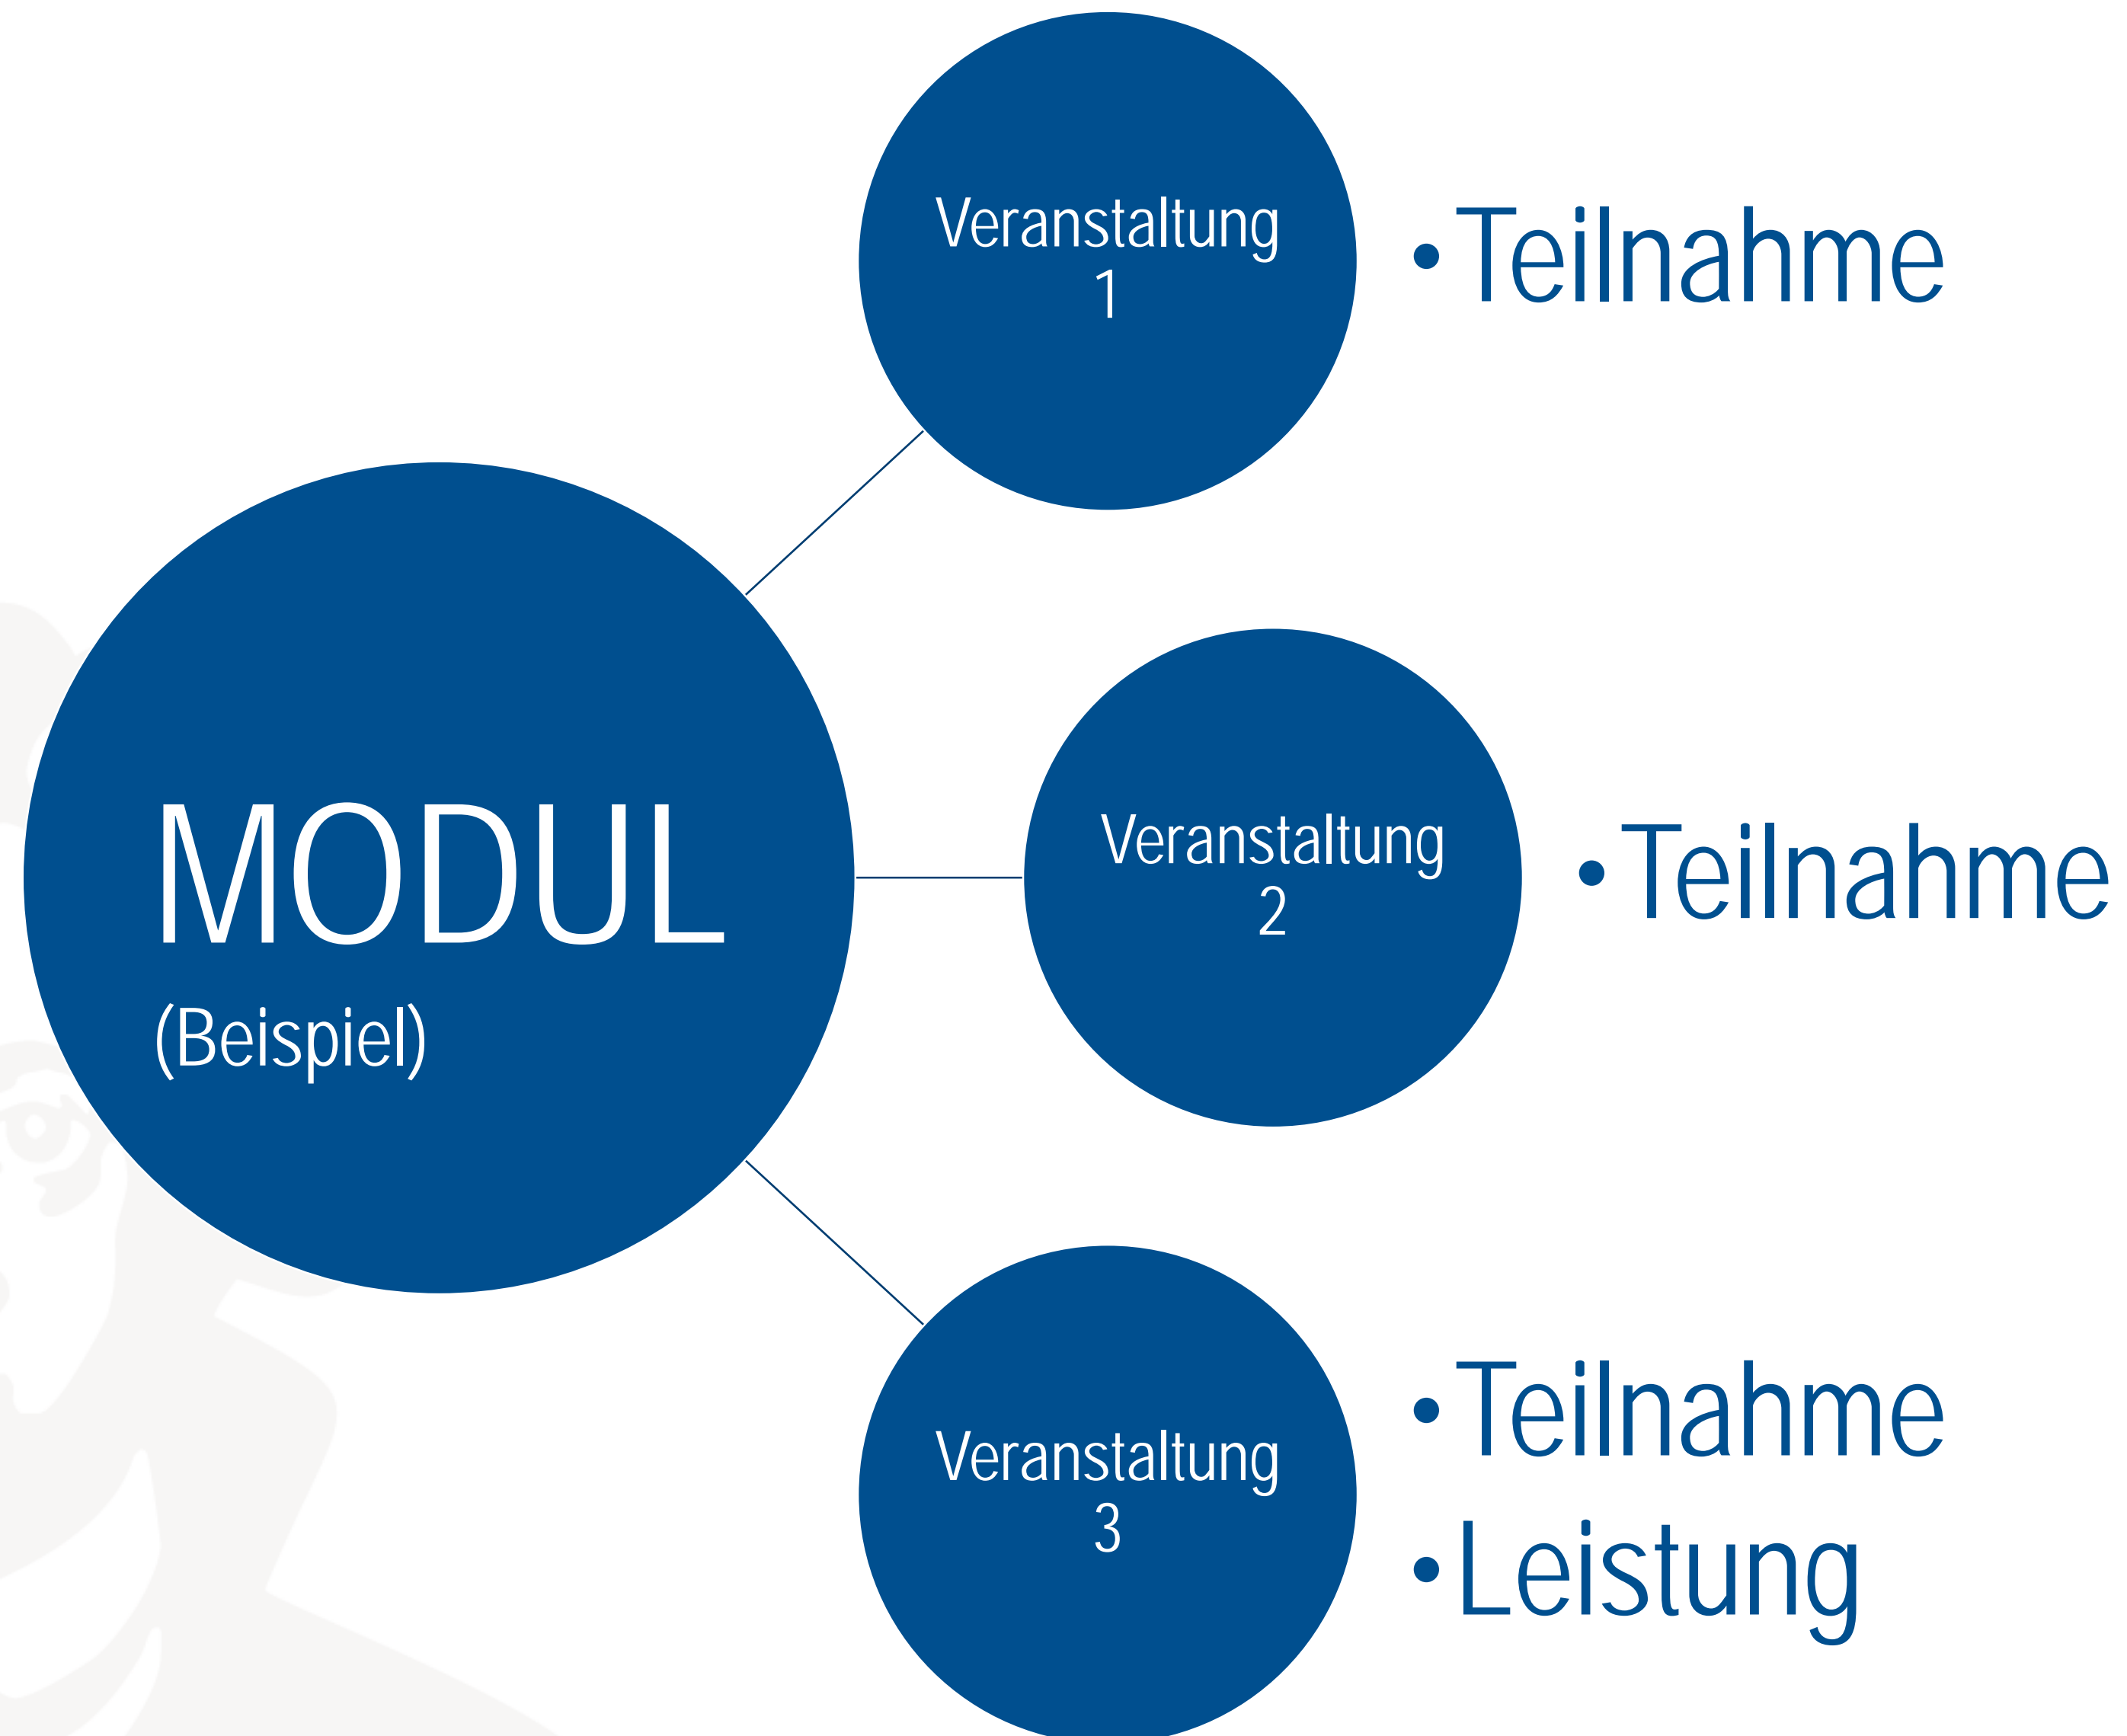 MODUL
(Beispiel)
Veranstaltung
1
• Teilnahme
Veranstaltung
2
• Teilnahme
Veranstaltung
3
• Teilnahme
• Leistung